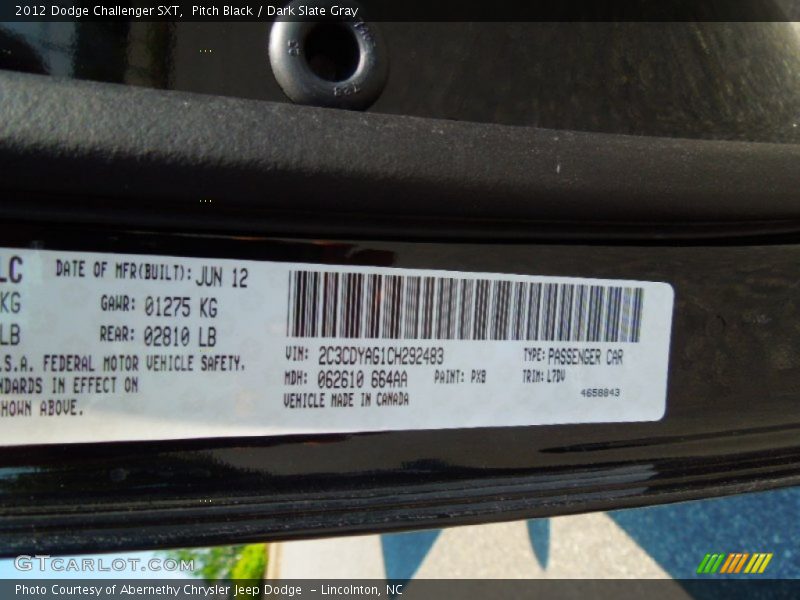 2012 Dodge Challenger SXT, Pitch Black / Dark Slate Gray
LC DATE OF MFR(BUILT): JUN 12
KG GAWR: 01275 KG
LB REAR: 02810 LB
.S.A. FEDERAL MOTOR VEHICLE SAFETY.
NDARDS IN EFFECT ON
HOWN ABOVE.
VIN: 2C3CDYAG1CH292483 TYPE: PASSENGER CAR
MDH: 062610 664AA PAINT: PXB TRIM: L7DV
VEHICLE MADE IN CANADA
4658843
GTCARLOT.COM
Photo Courtesy of Abernethy Chrysler Jeep Dodge - Lincolnton, NC